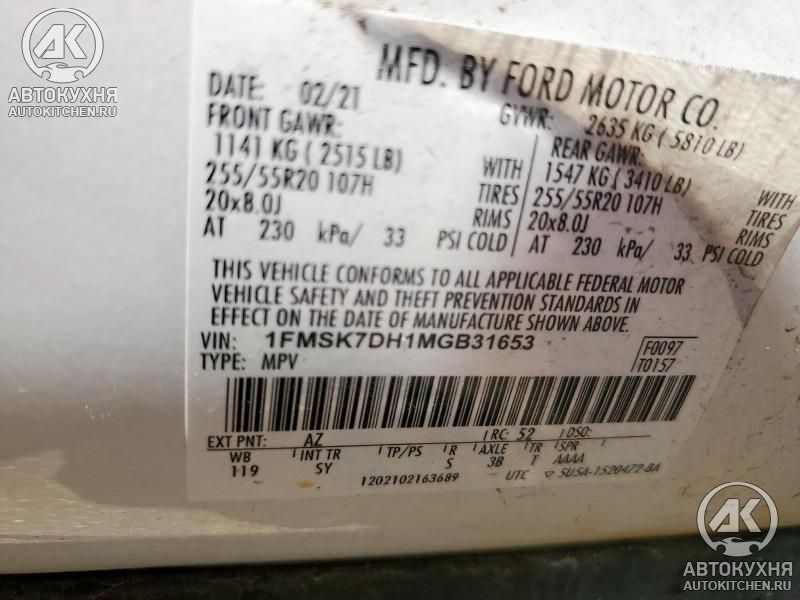 AK
АВТОКУХНЯ
AUTOKITCHEN.RU
MFD. BY FORD MOTOR CO.
DATE: 02/21 GVWR: 2635 KG ( 5810 LB)
FRONT GAWR: REAR GAWR:
1141 KG ( 2515 LB) WITH 1547 KG ( 3410 LB) WITH
255/55R20 107H TIRES 255/55R20 107H TIRES
20x8.0J RIMS 20x8.0J RIMS
AT 230 kPa/ 33 PSI COLD AT 230 kPa/ 33 PSI COLD
THIS VEHICLE CONFORMS TO ALL APPLICABLE FEDERAL MOTOR
VEHICLE SAFETY AND THEFT PREVENTION STANDARDS IN
EFFECT ON THE DATE OF MANUFACTURE SHOWN ABOVE.
VIN: 1FMSK7DH1MGB31653 F0097
TYPE: MPV T0157
EXT PNT: AZ RC: 52 DSO:
WB INT TR TP/PS R AXLE TR SPR
119 SY S 3B T AAAA
1202102163689 UTC ▽ 5U5A-1520472-BA
AK
АВТОКУХНЯ
AUTOKITCHEN.RU